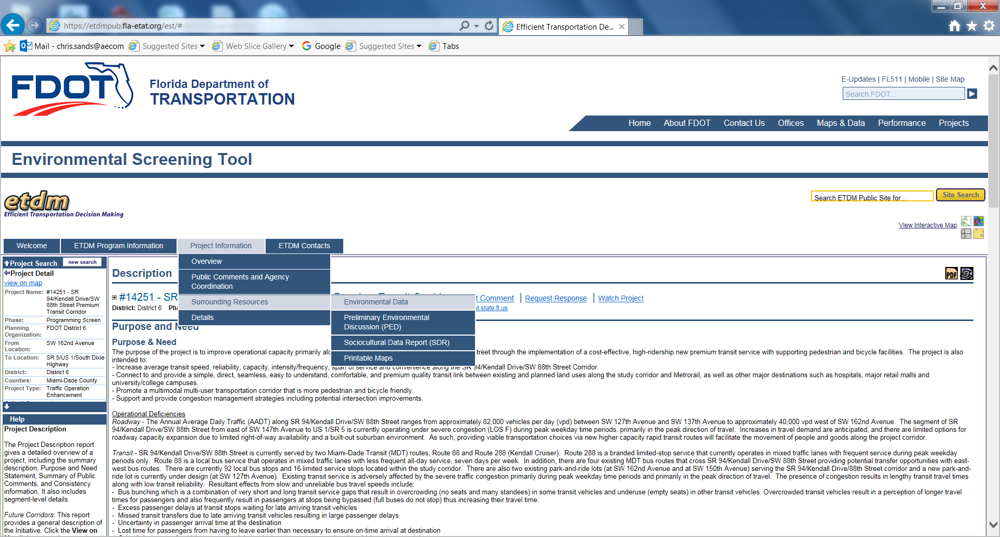 https://etdmpub.fla-etat.org/est/#
Efficient Transportation De...
Mail - chris.sands@aecom
Suggested Sites
Web Slice Gallery
Google
Suggested Sites
Tabs
FDOT
Florida Department of
TRANSPORTATION
E-Updates | FL511 | Mobile | Site Map
Search FDOT...
Home
About FDOT
Contact Us
Offices
Maps & Data
Performance
Projects
Environmental Screening Tool
etdm
Efficient Transportation Decision Making
Search ETDM Public Site for...
Site Search
View Interactive Map
Welcome
ETDM Program Information
Project Information
ETDM Contacts
Overview
Public Comments and Agency
Coordination
Surrounding Resources
Details
Environmental Data
Preliminary Environmental
Discussion (PED)
Sociocultural Data Report (SDR)
Printable Maps
Project Search
new search
Project Detail
view on map
Project Name: #14251 - SR
94/Kendall Drive/SW
88th Street Premium
Transit Corridor
Phase: Programming Screen
Planning Organization: FDOT District 6
From Location: SW 162nd Avenue
To Location: SR 5/US 1/South Dixie
Highway
District: District 6
Counties: Miami-Dade County
Project Type: Traffic Operation
Enhancement
Help
Project Description
The Project Description report
gives a detailed overview of a
project, including the summary
description, Purpose and Need
Statement, Summary of Public
Comments, and Consistency
information. It also includes
segment-level details.
Future Corridors: This report
provides a general description of
the Initiative. Click the View on
Description
PDF
#14251 - SR
t Comment | Request Response | Watch Project
District: District 6
ot.state.fl.us
Purpose and Need
Purpose & Need
The purpose of the project is to improve operational capacity primarily alo
treet through the implementation of a cost-effective, high-ridership new premium transit service with supporting pedestrian and bicycle facilities. The project is also
intended to:
- Increase average transit speed, reliability, capacity, intensity/frequency, span of service and convenience along the SR 94/Kendall Drive/SW 88th Street Corridor.
- Connect to and provide a simple, direct, seamless, easy to understand, comfortable, and premium quality transit link between existing and planned land uses along the study corridor and Metrorail, as well as other major destinations such as hospitals, major retail malls and
university/college campuses.
- Promote a multimodal multi-user transportation corridor that is more pedestrian and bicycle friendly.
- Support and provide congestion management strategies including potential intersection improvements.
Operational Deficiencies
Roadway - The Annual Average Daily Traffic (AADT) along SR 94/Kendall Drive/SW 88th Street ranges from approximately 82,000 vehicles per day (vpd) between SW 127th Avenue and SW 137th Avenue to approximately 40,000 vpd west of SW 162nd Avenue. The segment of SR
94/Kendall Drive/SW 88th Street from east of SW 147th Avenue to US 1/SR 5 is currently operating under severe congestion (LOS F) during peak weekday time periods, primarily in the peak direction of travel. Increases in travel demand are anticipated, and there are limited options for
roadway capacity expansion due to limited right-of-way availability and a built-out suburban environment. As such, providing viable transportation choices via new higher capacity rapid transit routes will facilitate the movement of people and goods along the project corridor.
Transit - SR 94/Kendall Drive/SW 88th Street is currently served by two Miami-Dade Transit (MDT) routes, Route 88 and Route 288 (Kendall Cruiser). Route 288 is a branded limited-stop service that currently operates in mixed traffic lanes with frequent service during peak weekday
periods only. Route 88 is a local bus service that operates in mixed traffic lanes with less frequent all-day service, seven days per week. In addition, there are four existing MDT bus routes that cross SR 94/Kendall Drive/SW 88th Street providing potential transfer opportunities with east-
west bus routes. There are currently 92 local bus stops and 16 limited service stops located within the study corridor. There are also two existing park-and-ride lots (at SW 162nd Avenue and at SW 150th Avenue) serving the SR 94/Kendall Drive/88th Street corridor and a new park-and-
ride lot is currently under design (at SW 127th Avenue). Existing transit service is adversely affected by the severe traffic congestion primarily during peak weekday time periods and primarily in the peak direction of travel. The presence of congestion results in lengthy transit travel times
along with low transit reliability. Resultant effects from slow and unreliable bus travel speeds include:
- Bus bunching which is a combination of very short and long transit service gaps that result in overcrowding (no seats and many standees) in some transit vehicles and underuse (empty seats) in other transit vehicles. Overcrowded transit vehicles result in a perception of longer travel
times for passengers and also frequently result in passengers at stops being bypassed (full buses do not stop) thus increasing their travel time.
- Excess passenger delays at transit stops waiting for late arriving transit vehicles
- Missed transit transfers due to late arriving transit vehicles resulting in large passenger delays
- Uncertainty in passenger arrival time at the destination
- Lost time for passengers from having to leave earlier than necessary to ensure on-time arrival at destination